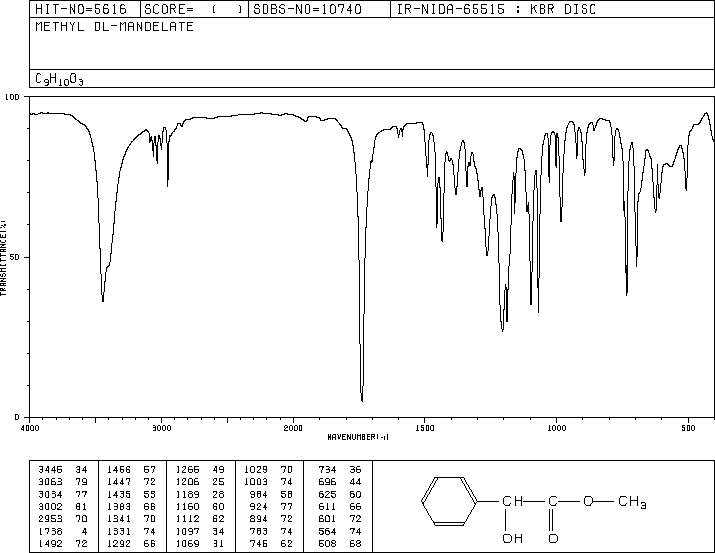 HIT-NO=5616 SCORE= ( ) SDBS-NO=10740 IR-NIDA-65515 : KBR DISC
METHYL DL-MANDELATE
C9H10O3
100
50
0
TRANSMITTANCE(%)
4000 3000 2000 1500 1000 500
WAVENUMBER(-1)
3445 34 1456 57 1265 49 1029 70 734 36
3063 79 1447 72 1206 25 1003 74 696 44
3034 77 1435 53 1189 28 984 58 625 60
3002 81 1383 66 1160 60 924 77 611 66
2953 70 1341 70 1112 62 894 72 601 72
1738 4 1331 74 1097 34 783 74 564 74
1492 72 1292 66 1069 31 746 62 508 68
CH C O CH3
OH O